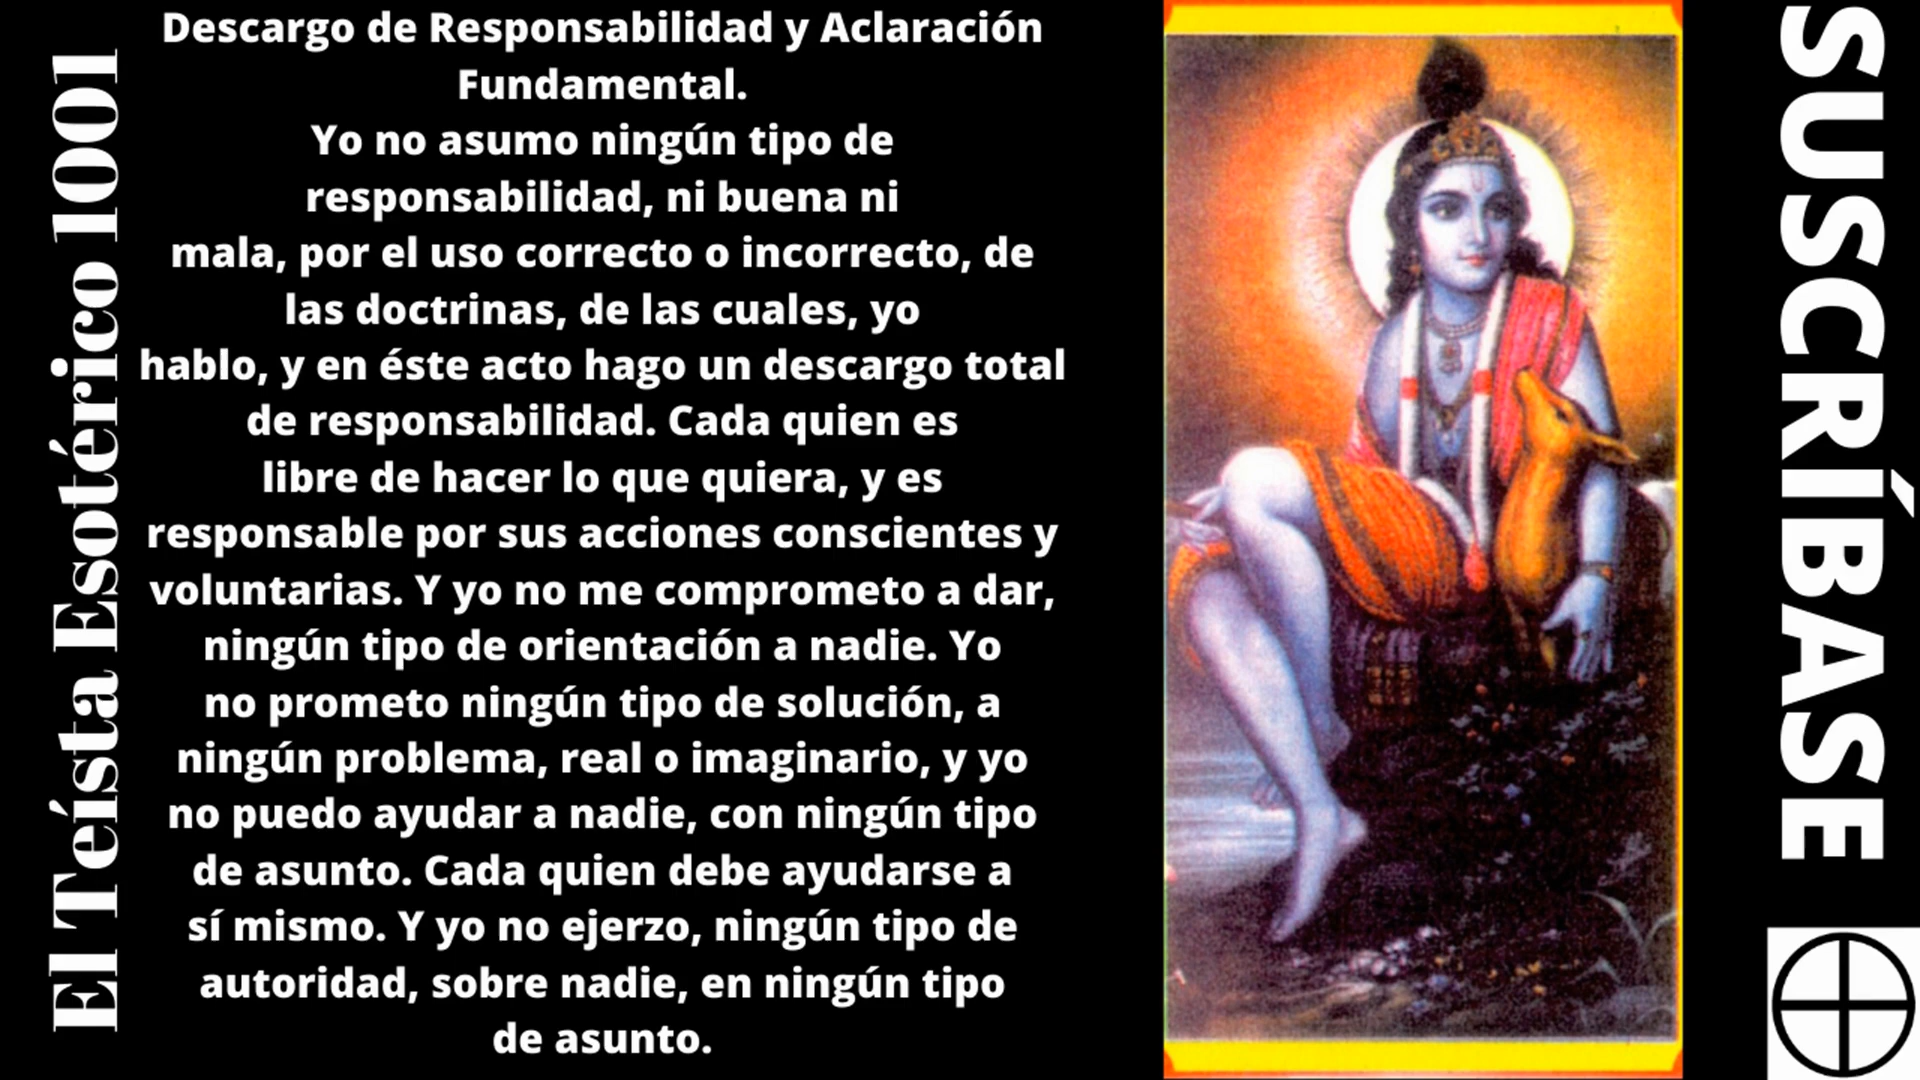 El Teísta Esotérico 1001
Descargo de Responsabilidad y Aclaración
Fundamental.
Yo no asumo ningún tipo de
responsabilidad, ni buena ni
mala, por el uso correcto o incorrecto, de
las doctrinas, de las cuales, yo
hablo, y en éste acto hago un descargo total
de responsabilidad. Cada quien es
libre de hacer lo que quiera, y es
responsable por sus acciones conscientes y
voluntarias. Y yo no me comprometo a dar,
ningún tipo de orientación a nadie. Yo
no prometo ningún tipo de solución, a
ningún problema, real o imaginario, y yo
no puedo ayudar a nadie, con ningún tipo
de asunto. Cada quien debe ayudarse a
sí mismo. Y yo no ejerzo, ningún tipo de
autoridad, sobre nadie, en ningún tipo
de asunto.
SUSCRÍBASE